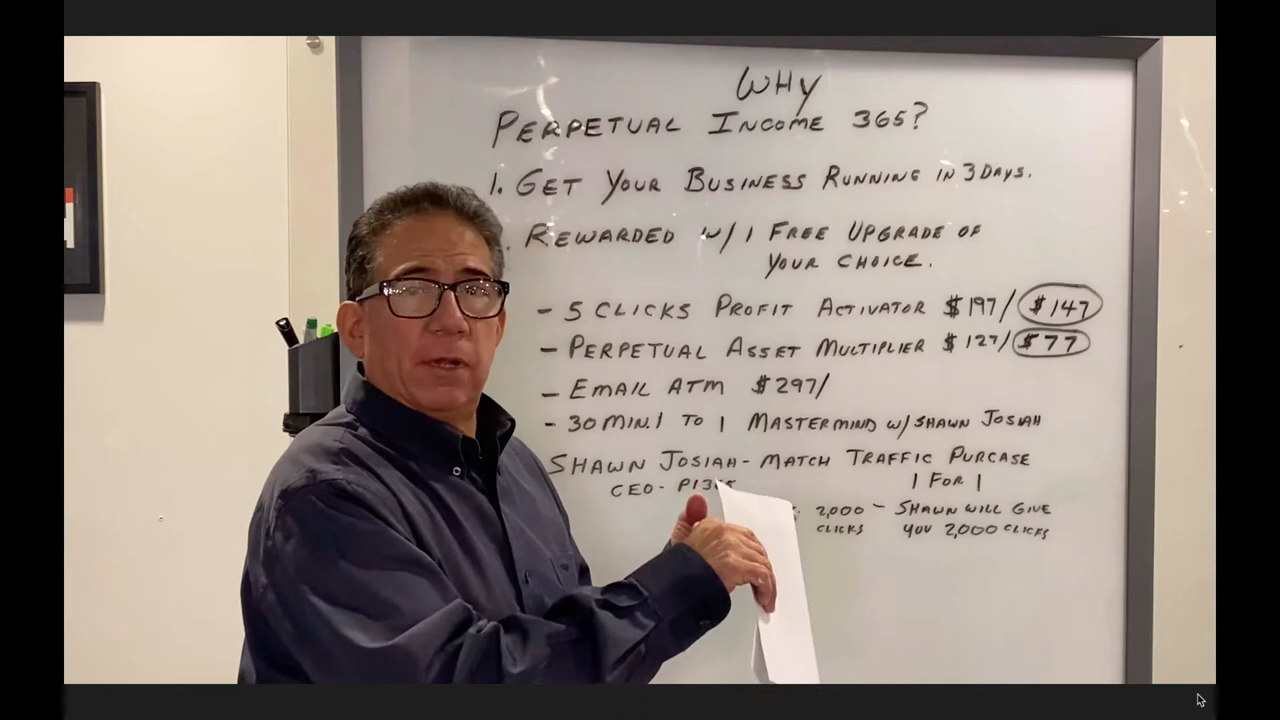 WHY
PERPETUAL INCOME 365?
1. GET YOUR BUSINESS RUNNING IN 3 DAYS.
. REWARDED W/ 1 FREE UPGRADE OF
YOUR CHOICE.
- 5 CLICKS PROFIT ACTIVATOR $197/ $147
- PERPETUAL ASSET MULTIPLIER $127/ $77
- EMAIL ATM $297/
- 30 MIN. 1 TO 1 MASTERMIND W/ SHAWN JOSIAH
SHAWN JOSIAH - MATCH TRAFFIC PURCASE
CEO - 1 FOR 1
2,000 - SHAWN WILL GIVE
CLICKS YOU 2,000 CLICKS